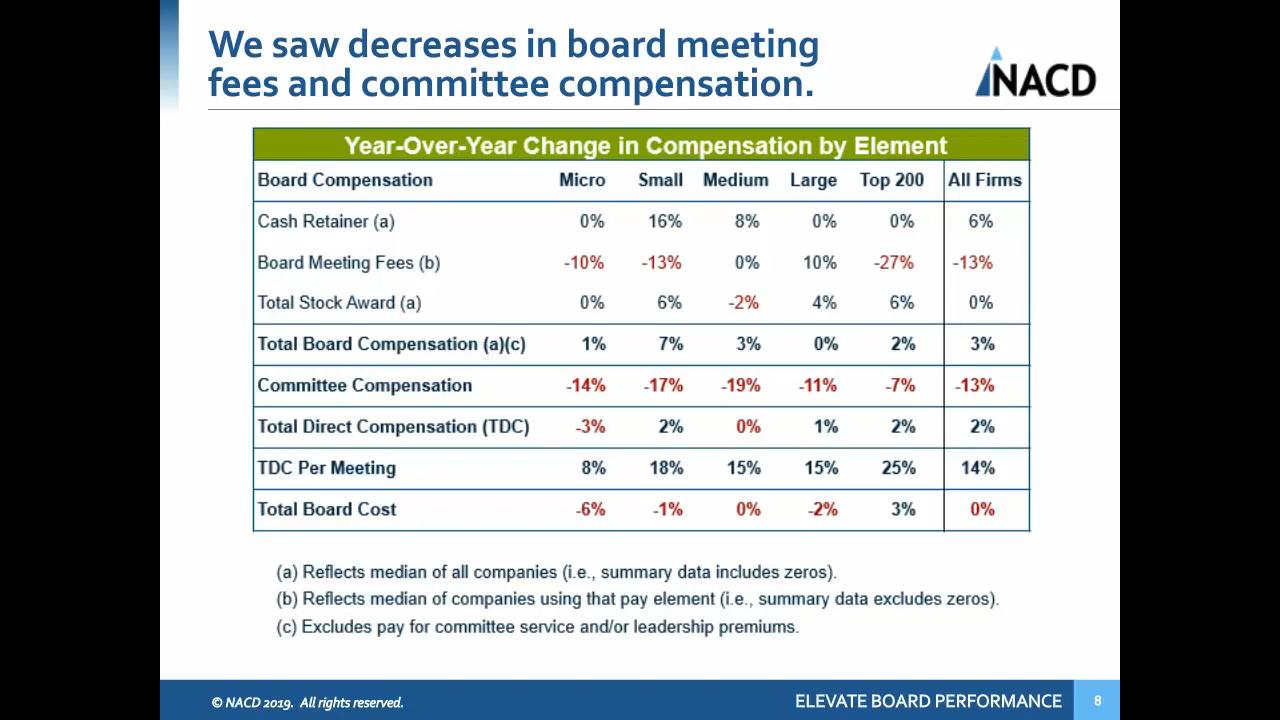 We saw decreases in board meeting
fees and committee compensation.
NACD
Year-Over-Year Change in Compensation by Element
Board Compensation Micro Small Medium Large Top 200 All Firms
Cash Retainer (a) 0% 16% 8% 0% 0% 6%
Board Meeting Fees (b) -10% -13% 0% 10% -27% -13%
Total Stock Award (a) 0% 6% -2% 4% 6% 0%
Total Board Compensation (a)(c) 1% 7% 3% 0% 2% 3%
Committee Compensation -14% -17% -19% -11% -7% -13%
Total Direct Compensation (TDC) -3% 2% 0% 1% 2% 2%
TDC Per Meeting 8% 18% 15% 15% 25% 14%
Total Board Cost -6% -1% 0% -2% 3% 0%
(a) Reflects median of all companies (i.e., summary data includes zeros).
(b) Reflects median of companies using that pay element (i.e., summary data excludes zeros).
(c) Excludes pay for committee service and/or leadership premiums.
© NACD 2019. All rights reserved. ELEVATE BOARD PERFORMANCE 8